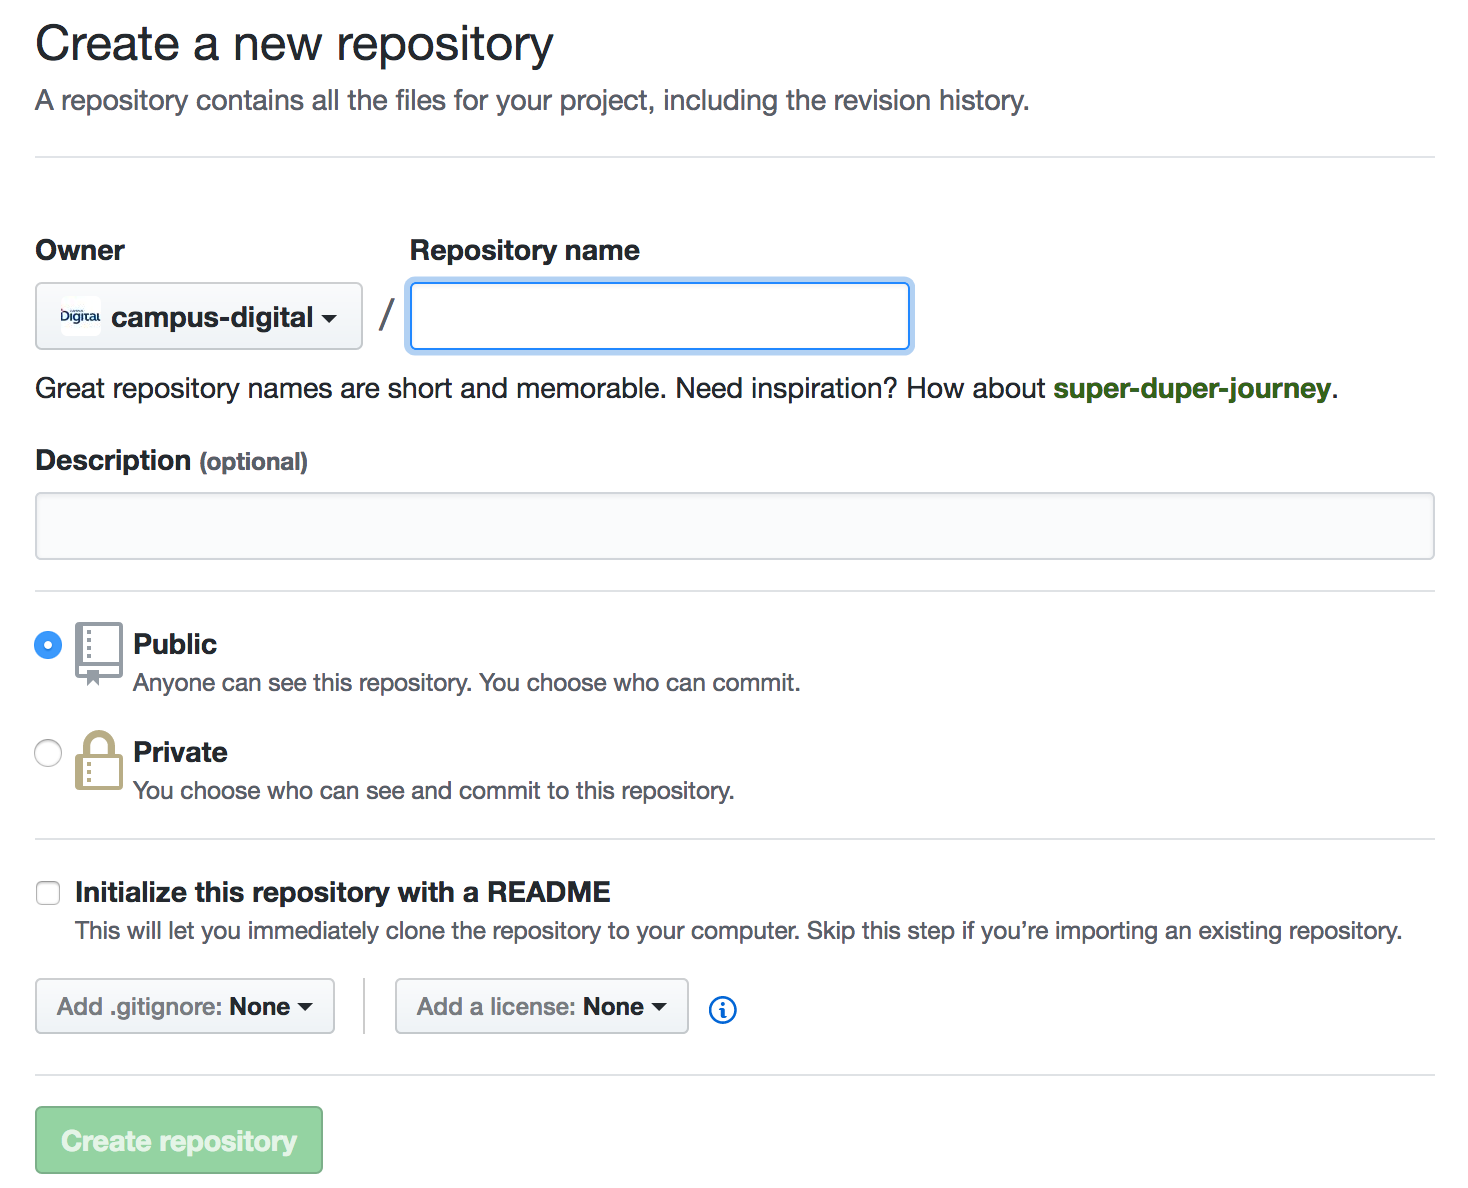 Create a new repository
A repository contains all the files for your project, including the revision history.
Owner Repository name
Digital campus-digital /
Great repository names are short and memorable. Need inspiration? How about super-duper-journey.
Description (optional)
Public
Anyone can see this repository. You choose who can commit.
Private
You choose who can see and commit to this repository.
Initialize this repository with a README
This will let you immediately clone the repository to your computer. Skip this step if you’re importing an existing repository.
Add .gitignore: None Add a license: None
Create repository